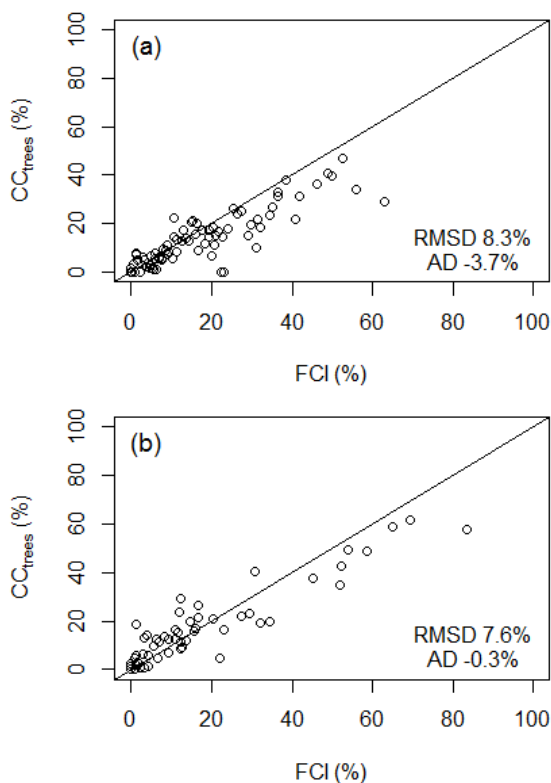 (a)
CCtrees (%)
100
80
60
40
20
0
RMSD 8.3%
AD -3.7%
0 20 40 60 80 100
FCI (%)
(b)
CCtrees (%)
100
80
60
40
20
0
RMSD 7.6%
AD -0.3%
0 20 40 60 80 100
FCI (%)